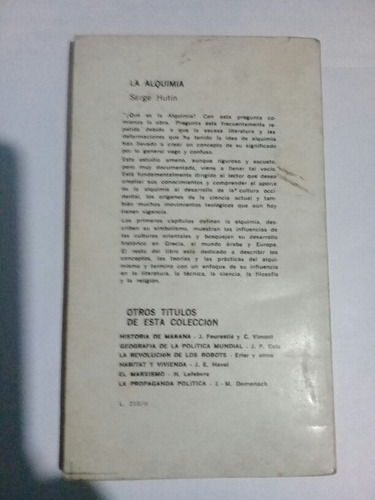 LA ALQUIMIA
Serge Hutin
"¿Qué es la Alquimia? Con esta pregunta co-
mienza la obra. Pregunta ésta frecuentemente re-
petida debido a que la escasa literatura y las
deformaciones que ha tenido la idea de alquimia
han llevado a crear un concepto de su significado
por lo general vago y confuso.
Este estudio ameno, aunque riguroso y escueto,
pero muy documentado, viene a llenar tal vacío.
Está fundamentalmente dirigido al lector que desea
ampliar sus conocimientos y comprender el aporte
de la alquimia al desarrollo de la cultura occi-
dental, los orígenes de la ciencia actual y tam-
bién muchos movimientos teológicos que aún hoy
tienen vigencia.
Los primeros capítulos definen la alquimia, des-
criben su simbolismo, muestran las influencias de
las culturas orientales y bosquejan su desarrollo
histórico en Grecia, el mundo árabe y Europa.
El resto del libro está dedicado a describir los
conceptos, las teorías y las prácticas del alqui-
mismo y termina con un enfoque de su influencia
en la literatura, la técnica, la ciencia, la filosofía
y la religión.
OTROS TITULOS
DE ESTA COLECCION
HISTORIA DE MAÑANA - J. Fourastié y C. Vimont
GEOGRAFIA DE LA POLITICA MUNDIAL - J. P. Cole
LA REVOLUCION DE LOS ROBOTS - Erler y otros
HABITAT Y VIVIENDA - J. E. Havel
EL MARXISMO - H. Lefebvre
LA PROPAGANDA POLITICA - J.-M. Domenach
L.